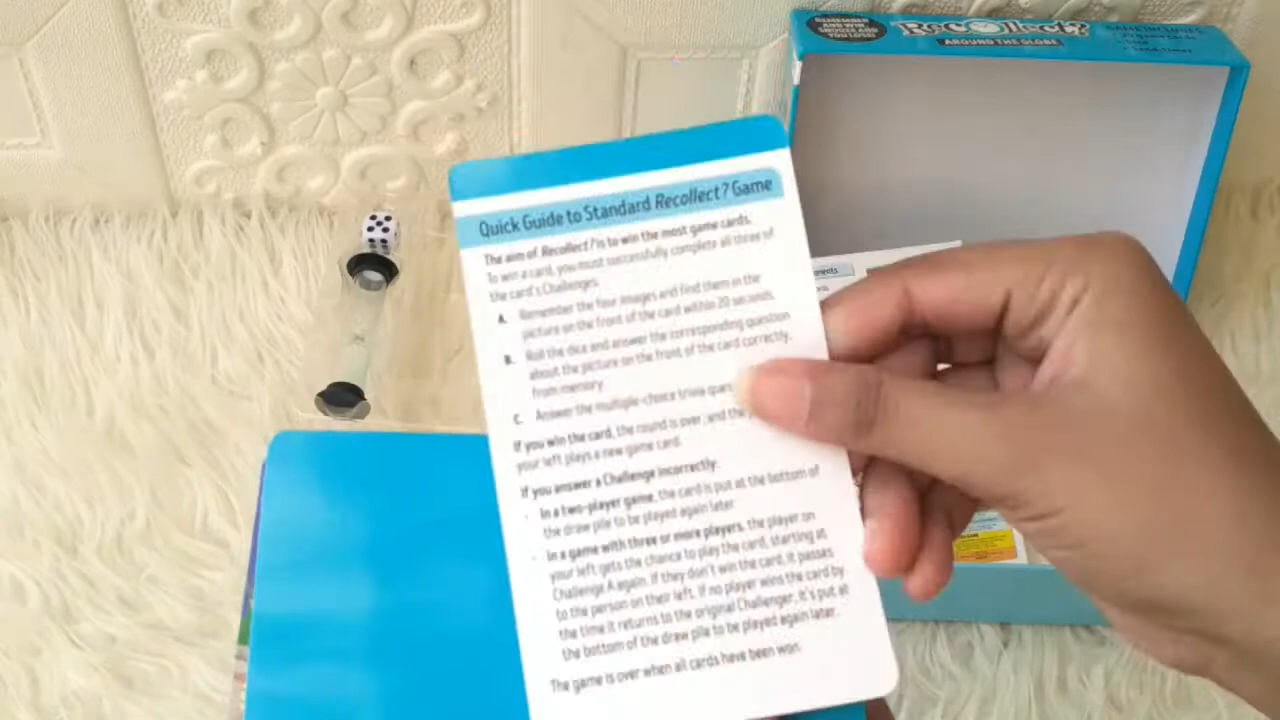 REMEMBER
AND WIN,
SNOOZE AND
YOU LOSE!
Recollect?
AROUND THE GLOBE
GAME INCLUDES:
Quick Guide to Standard Recollect? Game
The aim of Recollect? is to win the most game cards.
To win a card, you must successfully complete all three of
the card's Challenges.
A. Remember the four images and find them in the
picture on the front of the card within 20 seconds.
B. Roll the dice and answer the corresponding question
about the picture on the front of the card correctly,
from memory.
C. Answer the multiple-choice trivia
If you win the card, the round is over, and the
your left plays a new game card.
If you answer a Challenge incorrectly:
In a two-player game, the card is put at the bottom of
the draw pile to be played again later.
In a game with three or more players, the player on
your left gets the chance to play the card, starting at
Challenge A again. If they don't win the card, it passes
to the person on their left. If no player wins the card by
the time it returns to the original Challenger, it's put at
the bottom of the draw pile to be played again later.
The game is over when all cards have been won.